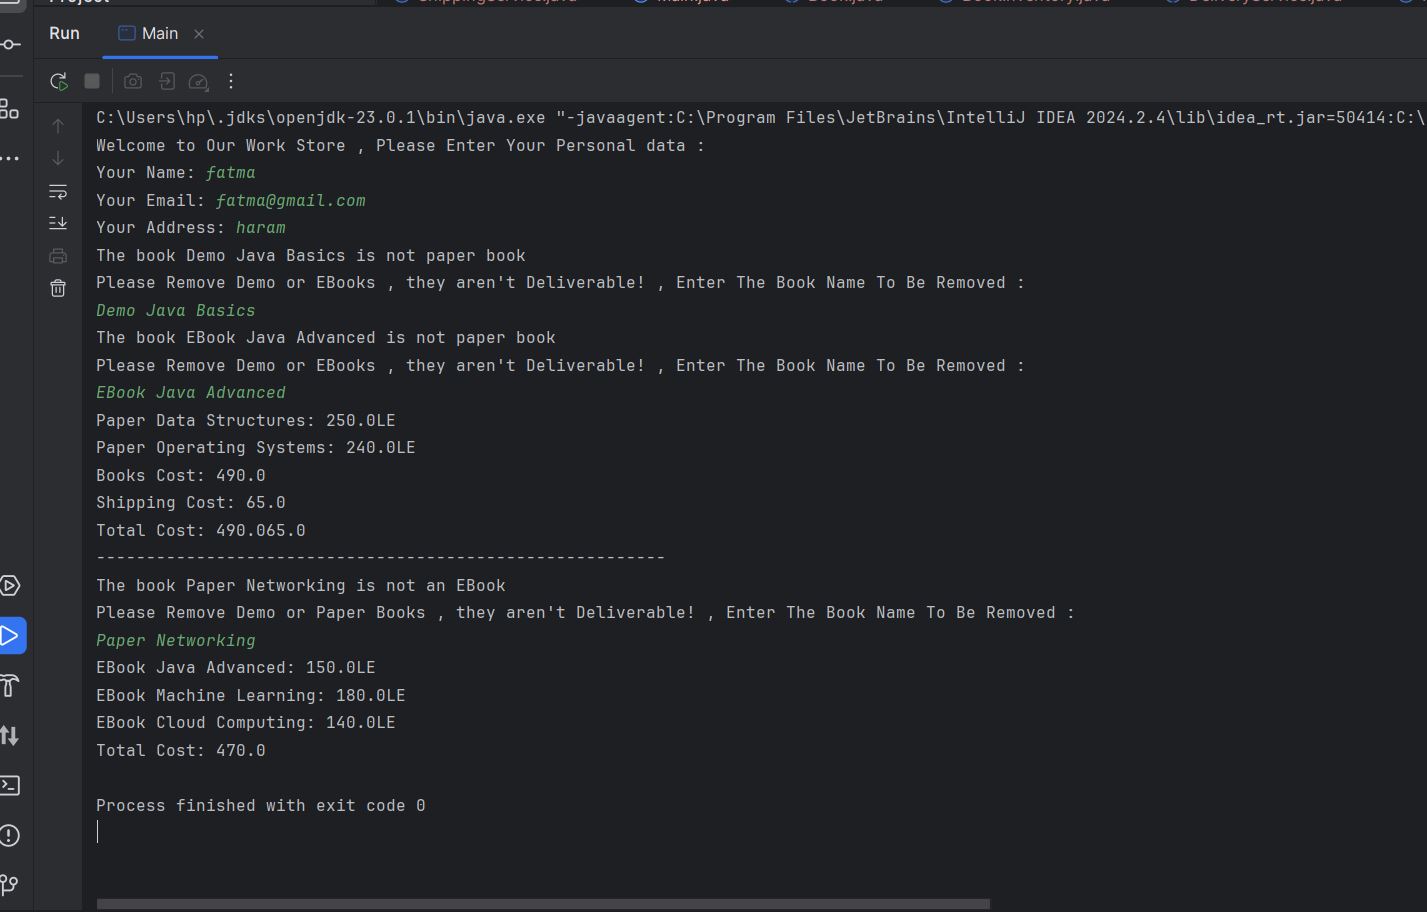 Run Main
C:\Users\hp\.jdks\openjdk-23.0.1\bin\java.exe "-javaagent:C:\Program Files\JetBrains\IntelliJ IDEA 2024.2.4\lib\idea_rt.jar=50414:C:\
Welcome to Our Work Store , Please Enter Your Personal data :
Your Name: fatma
Your Email: fatma@gmail.com
Your Address: haram
The book Demo Java Basics is not paper book
Please Remove Demo or EBooks , they aren't Deliverable! , Enter The Book Name To Be Removed :
Demo Java Basics
The book EBook Java Advanced is not paper book
Please Remove Demo or EBooks , they aren't Deliverable! , Enter The Book Name To Be Removed :
EBook Java Advanced
Paper Data Structures: 250.0LE
Paper Operating Systems: 240.0LE
Books Cost: 490.0
Shipping Cost: 65.0
Total Cost: 490.065.0
---------------------------------------------------------
The book Paper Networking is not an EBook
Please Remove Demo or Paper Books , they aren't Deliverable! , Enter The Book Name To Be Removed :
Paper Networking
EBook Java Advanced: 150.0LE
EBook Machine Learning: 180.0LE
EBook Cloud Computing: 140.0LE
Total Cost: 470.0
Process finished with exit code 0